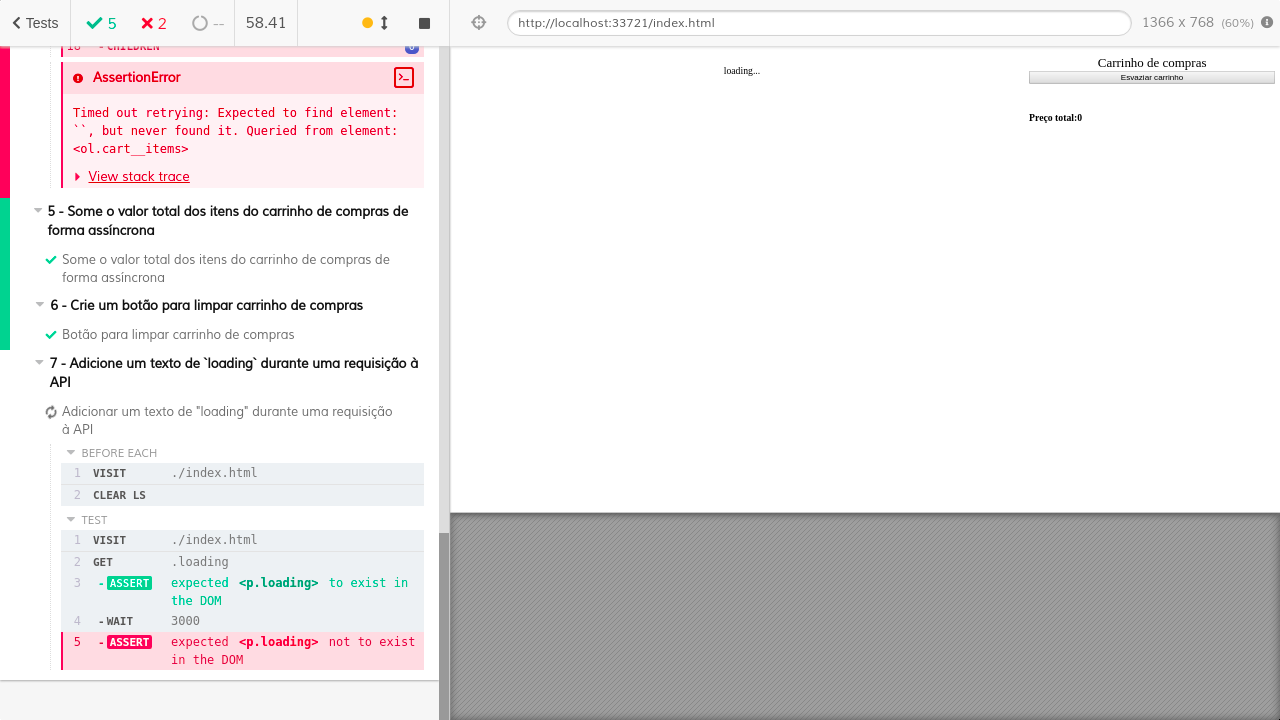 Tests
5
2
--
58.41
http://localhost:33721/index.html
1366 x 768 (60%)
- CHILDREN
AssertionError
Timed out retrying: Expected to find element:
``, but never found it. Queried from element:
<ol.cart__items>
View stack trace
5 - Some o valor total dos itens do carrinho de compras de
forma assíncrona
Some o valor total dos itens do carrinho de compras de
forma assíncrona
6 - Crie um botão para limpar carrinho de compras
Botão para limpar carrinho de compras
7 - Adicione um texto de `loading` durante uma requisição à
API
Adicionar um texto de "loading" durante uma requisição
à API
BEFORE EACH
1 VISIT ./index.html
2 CLEAR LS
TEST
1 VISIT ./index.html
2 GET .loading
3 - ASSERT expected <p.loading> to exist in
the DOM
4 - WAIT 3000
5 - ASSERT expected <p.loading> not to exist
in the DOM
loading...
Carrinho de compras
Esvaziar carrinho
Preço total:0